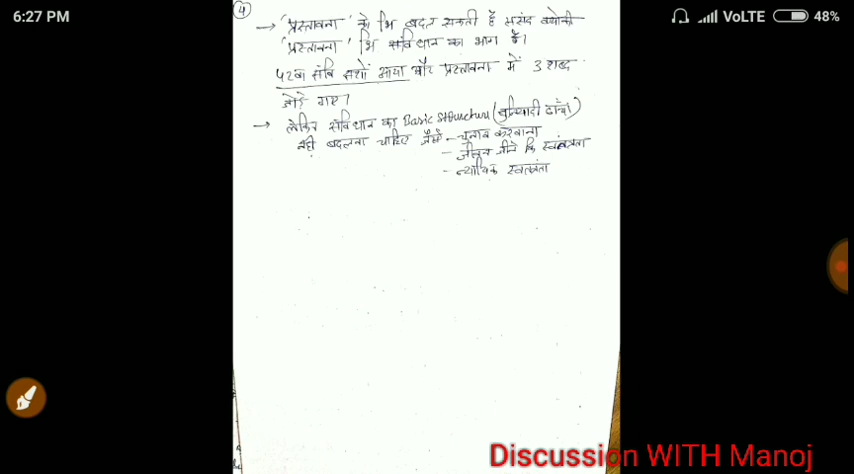 6:27 PM
VoLTE 48%
4
→ 'प्रस्तावना' को भि बदल सकती है संसद क्योकी
'प्रस्तावना' भि संविधान का भाग है।
42वा संवि संशो आया और प्रस्तावना में 3 शब्द
जोड़े गए।
→ लेकिन संविधान का Basic Structure (बुनियादी ढाँचा)
नही बदलना चाहिए जैसे - चुनाव करवाना
- जीवन जीने कि स्वतंत्रता
- न्यायिक स्वतंत्रता
Discussion WITH Manoj